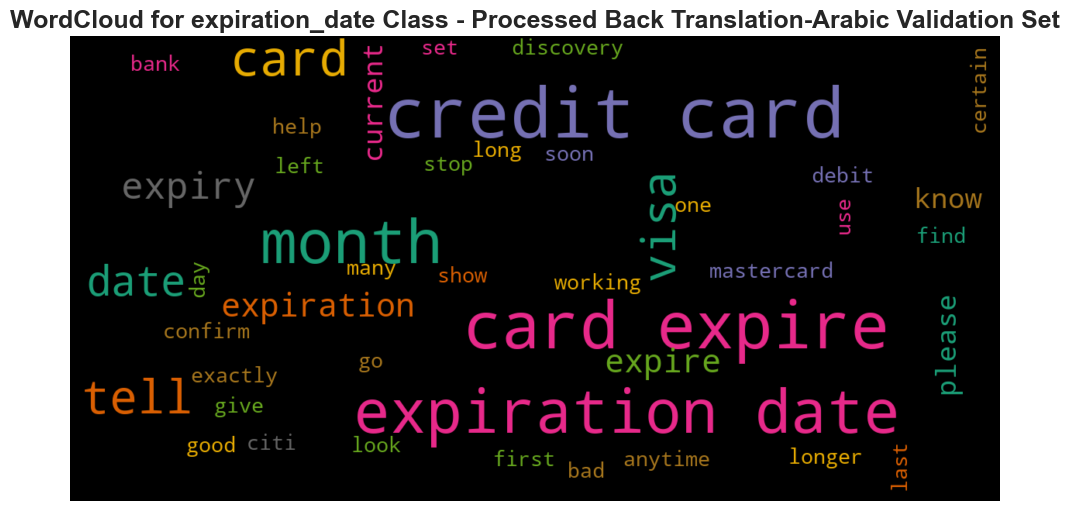 WordCloud for expiration_date Class - Processed Back Translation-Arabic Validation Set
bank
card
current
set
discovery
certain
credit card
help
left
stop
long
soon
expiry
visa
one
debit
use
know
find
month
date
day
many
show
working
mastercard
expiration
confirm
card expire
please
go
expire
exactly
tell
give
expiration date
good
citi
look
first
bad
anytime
longer
last